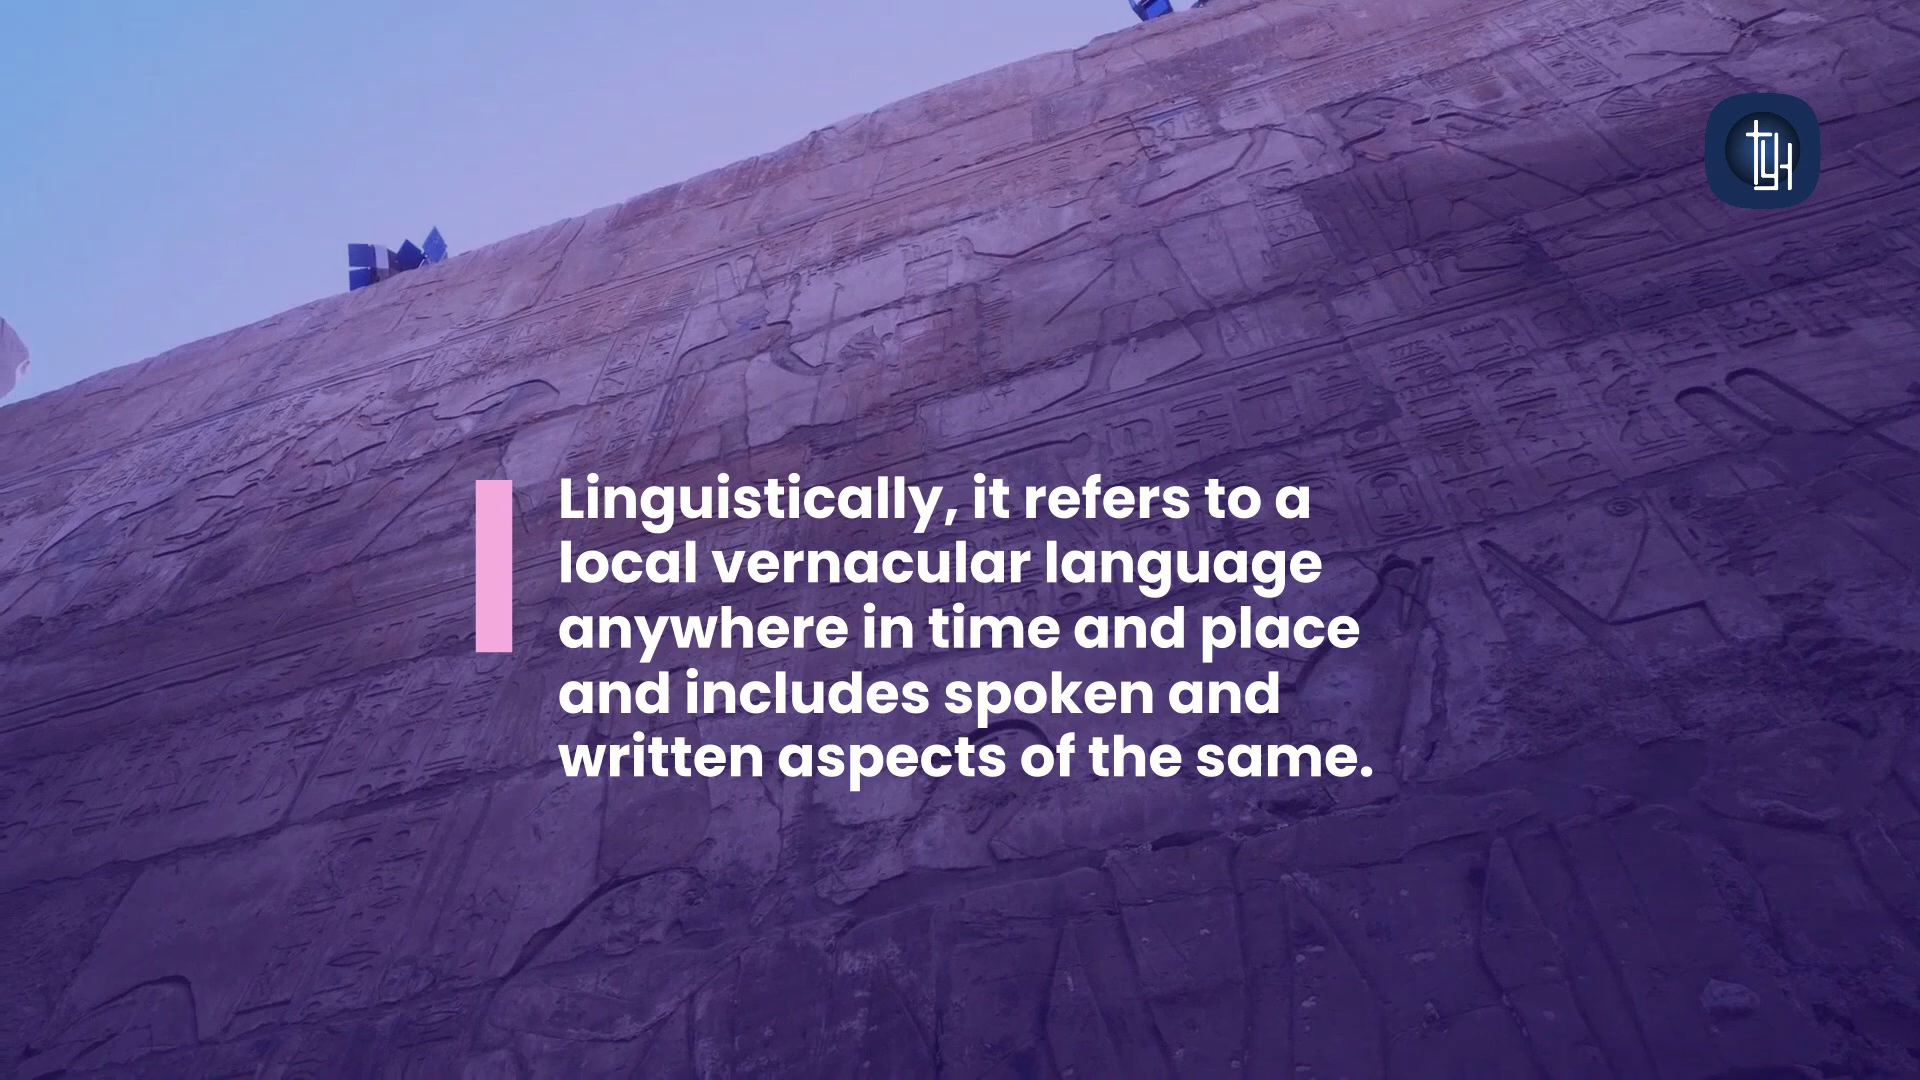 Linguistically, it refers to a
local vernacular language
anywhere in time and place
and includes spoken and
written aspects of the same.